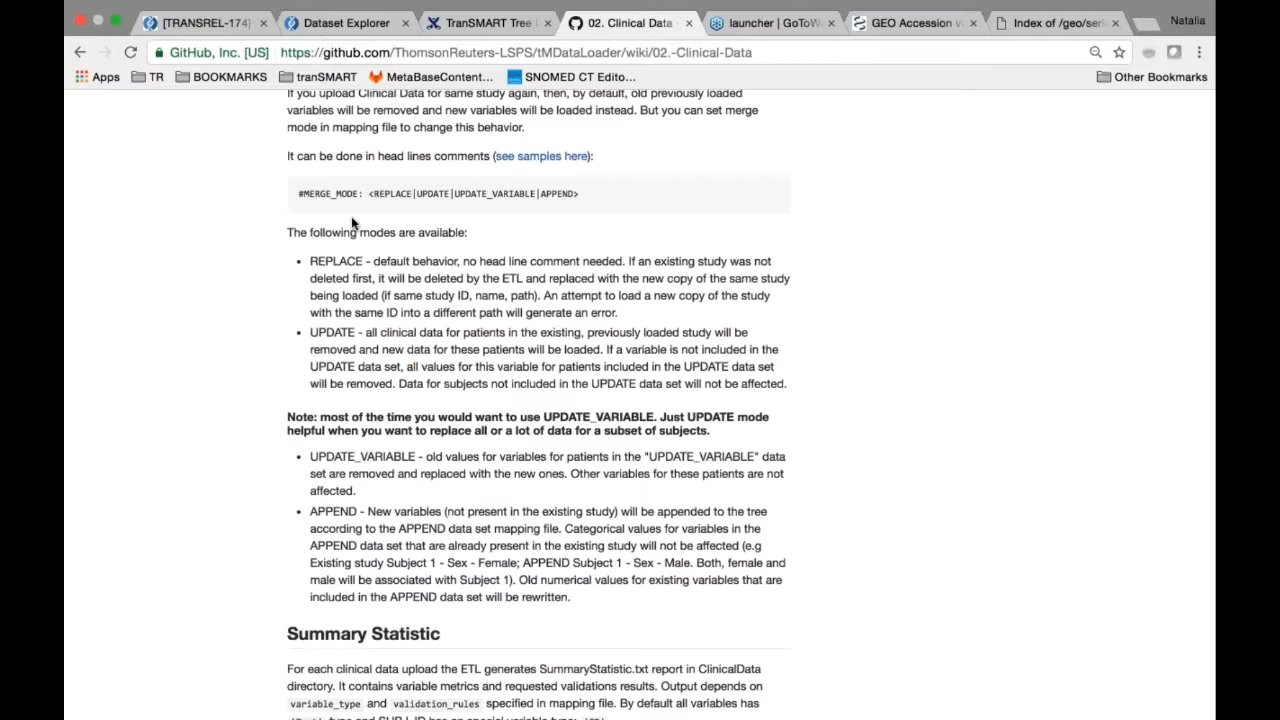 [TRANSREL-174]
Dataset Explorer
TranSMART Tree
02. Clinical Data
launcher | GoToW
GEO Accession v
Index of /geo/seri
Natalia
GitHub, Inc. [US]
https://github.com/ThomsonReuters-LSPS/tMDataLoader/wiki/02.-Clinical-Data
Apps
TR
BOOKMARKS
tranSMART
MetaBaseContent...
SNOMED CT Edito...
Other Bookmarks
If you upload Clinical Data for same study again, then, by default, old previously loaded
variables will be removed and new variables will be loaded instead. But you can set merge
mode in mapping file to change this behavior.
It can be done in head lines comments (see samples here):
#MERGE_MODE: <REPLACE|UPDATE|UPDATE_VARIABLE|APPEND>
The following modes are available:
• REPLACE - default behavior, no head line comment needed. If an existing study was not
deleted first, it will be deleted by the ETL and replaced with the new copy of the same study
being loaded (if same study ID, name, path). An attempt to load a new copy of the study
with the same ID into a different path will generate an error.
• UPDATE - all clinical data for patients in the existing, previously loaded study will be
removed and new data for these patients will be loaded. If a variable is not included in the
UPDATE data set, all values for this variable for patients included in the UPDATE data set
will be removed. Data for subjects not included in the UPDATE data set will not be affected.
Note: most of the time you would want to use UPDATE_VARIABLE. Just UPDATE mode
helpful when you want to replace all or a lot of data for a subset of subjects.
• UPDATE_VARIABLE - old values for variables for patients in the "UPDATE_VARIABLE" data
set are removed and replaced with the new ones. Other variables for these patients are not
affected.
• APPEND - New variables (not present in the existing study) will be appended to the tree
according to the APPEND data set mapping file. Categorical values for variables in the
APPEND data set that are already present in the existing study will not be affected (e.g
Existing study Subject 1 - Sex - Female; APPEND Subject 1 - Sex - Male. Both, female and
male will be associated with Subject 1). Old numerical values for existing variables that are
included in the APPEND data set will be rewritten.
Summary Statistic
For each clinical data upload the ETL generates SummaryStatistic.txt report in ClinicalData
directory. It contains variable metrics and requested validations results. Output depends on
variable_type and validation_rules specified in mapping file. By default all variables has